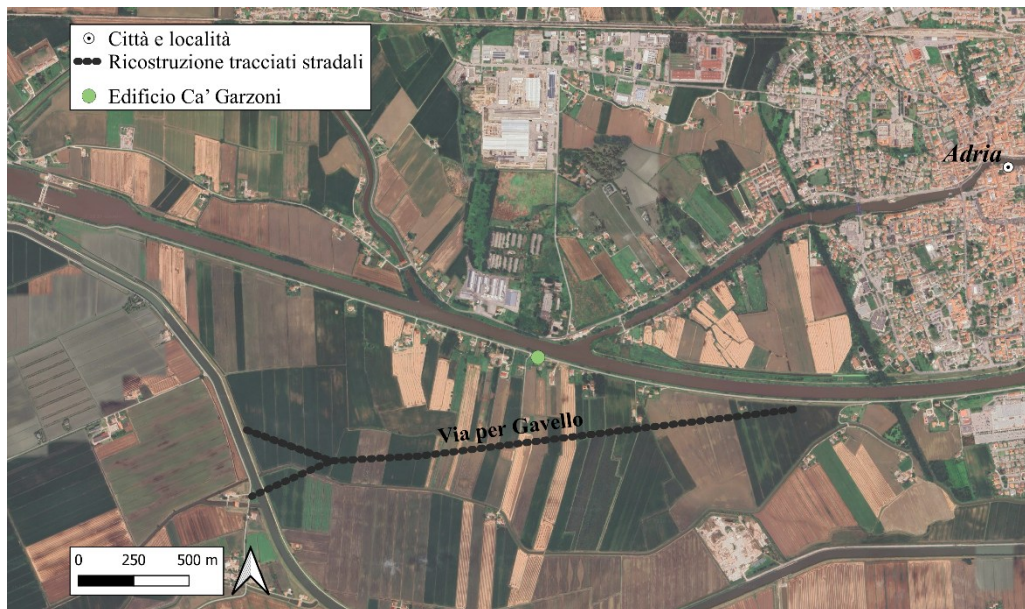 Città e località
Ricostruzione tracciati stradali
Edificio Ca' Garzoni
Adria
Via per Gavello
0 250 500 m